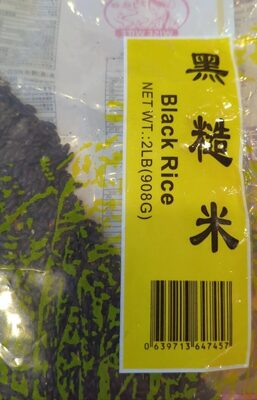 黑糙米
Black Rice
NET WT.:2LB(908G)
0 639713 647457